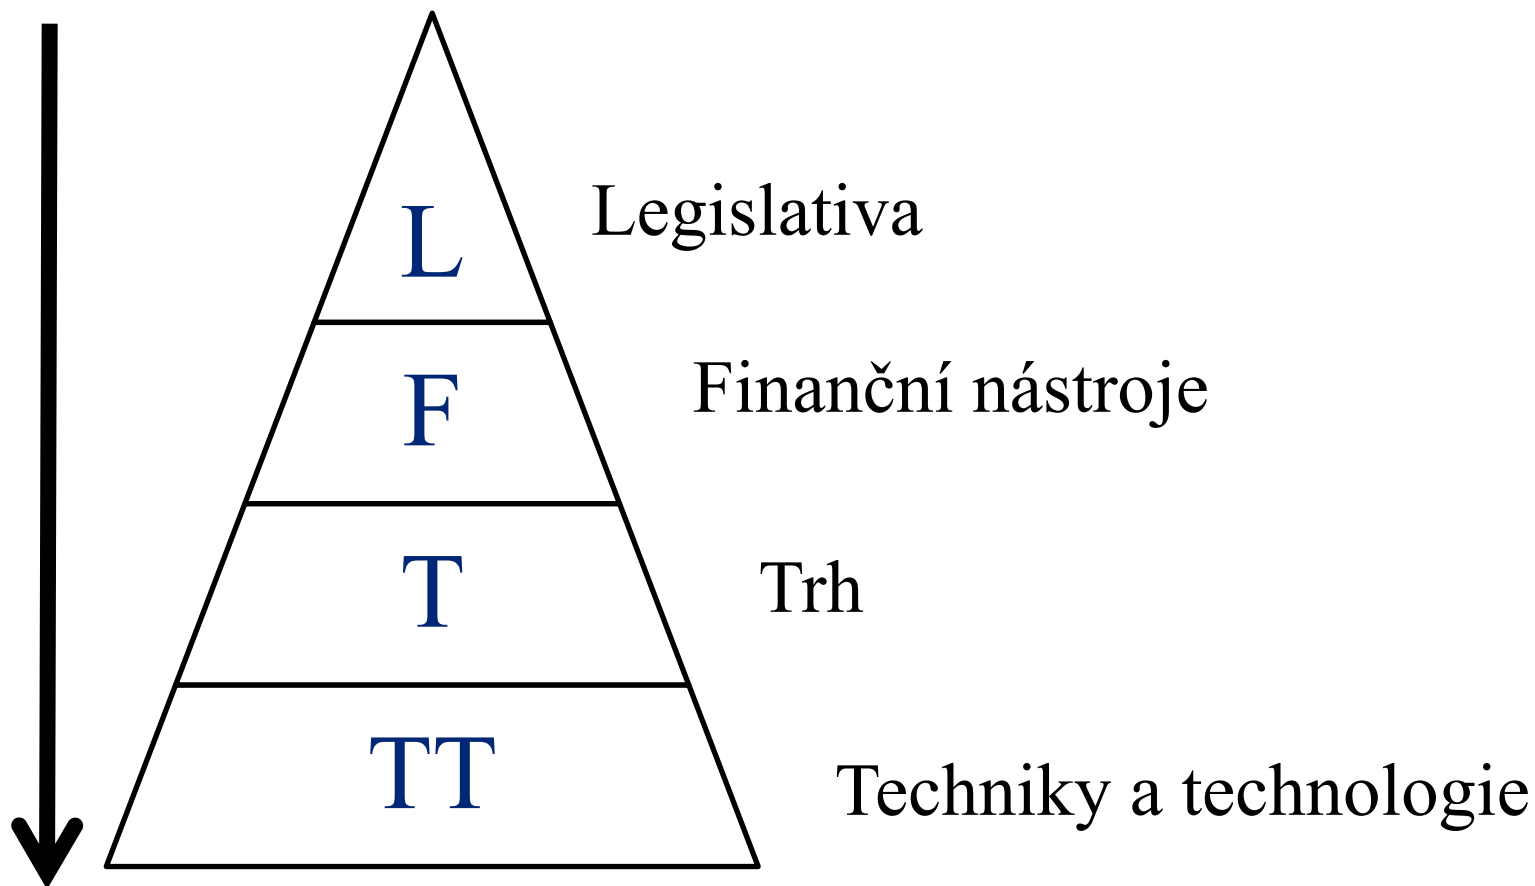 L
Legislativa
F
Finanční nástroje
T
Trh
TT
Techniky a technologie